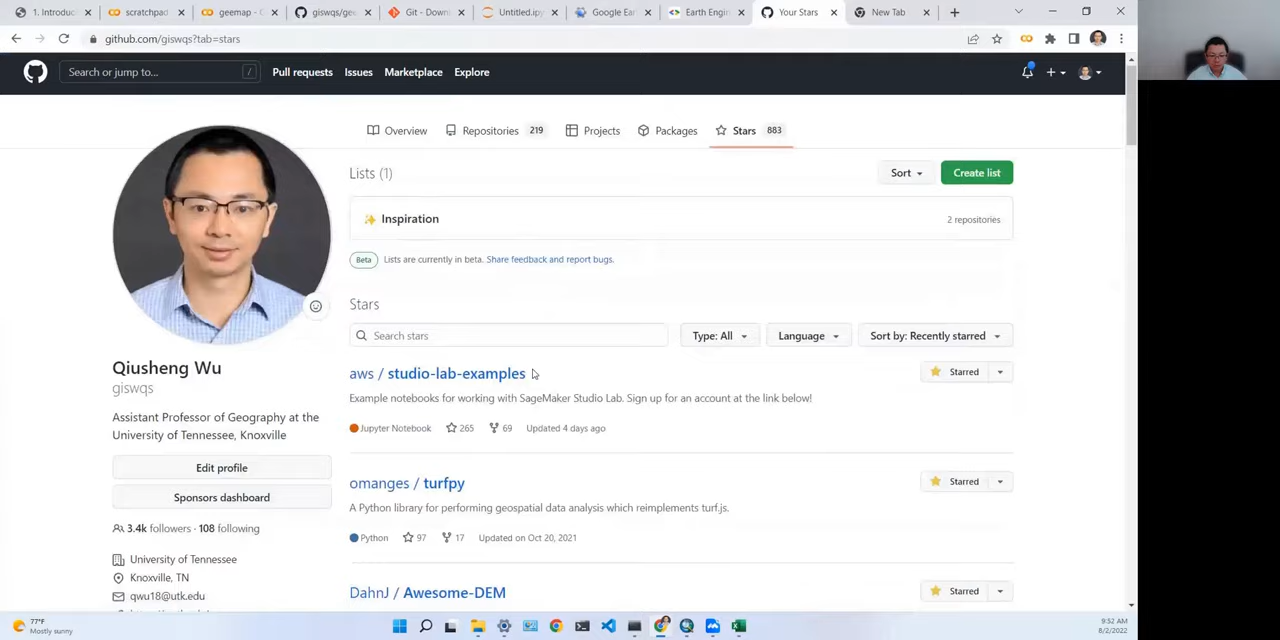 1. Introduc
scratchpad
geemap - C
giswqs/gee
Git - Down
Untitled.ipy
Google Ear
Earth Engin
Your Stars
New Tab
github.com/giswqs?tab=stars
Search or jump to...
/
Pull requests
Issues
Marketplace
Explore
Overview
Repositories 219
Projects
Packages
Stars 883
Lists (1)
Sort
Create list
Inspiration
2 repositories
Beta
Lists are currently in beta. Share feedback and report bugs.
Stars
Search stars
Type: All
Language
Sort by: Recently starred
aws / studio-lab-examples
Starred
Example notebooks for working with SageMaker Studio Lab. Sign up for an account at the link below!
Jupyter Notebook 265 69 Updated 4 days ago
omanges / turfpy
Starred
A Python library for performing geospatial data analysis which reimplements turf.js.
Python 97 17 Updated on Oct 20, 2021
DahnJ / Awesome-DEM
Starred
Qiusheng Wu
giswqs
Assistant Professor of Geography at the
University of Tennessee, Knoxville
Edit profile
Sponsors dashboard
3.4k followers · 108 following
University of Tennessee
Knoxville, TN
qwu18@utk.edu
77°F
Mostly sunny
9:32 AM
8/2/2022